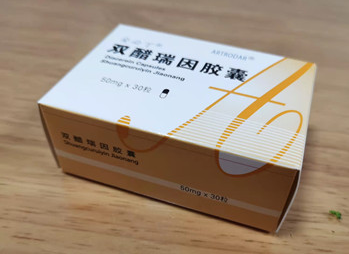 ARTRODAR®
双醋瑞因胶囊
Diacerein Capsules
Shuangcuruiyin Jiaonang
50mg x 30粒
双醋瑞因胶囊
Shuangcuruiyin Jiaonang
50mg x 30粒